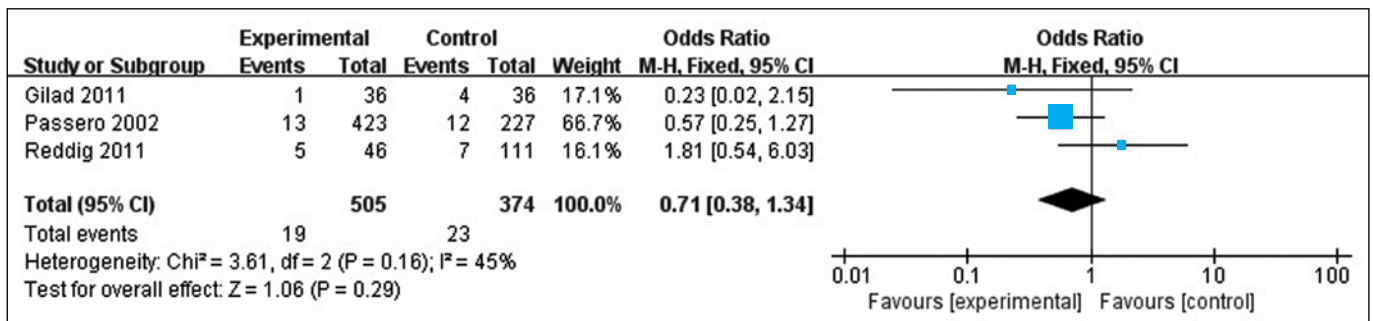 Experimental Control Odds Ratio Odds Ratio
Study or Subgroup Events Total Events Total Weight M-H, Fixed, 95% CI M-H, Fixed, 95% CI
Gilad 2011 1 36 4 36 17.1% 0.23 [0.02, 2.15]
Passero 2002 13 423 12 227 66.7% 0.57 [0.25, 1.27]
Reddig 2011 5 46 7 111 16.1% 1.81 [0.54, 6.03]
Total (95% CI) 505 374 100.0% 0.71 [0.38, 1.34]
Total events 19 23
Heterogeneity: Chi² = 3.61, df = 2 (P = 0.16); I² = 45%
Test for overall effect: Z = 1.06 (P = 0.29)
0.01 0.1 1 10 100
Favours [experimental] Favours [control]